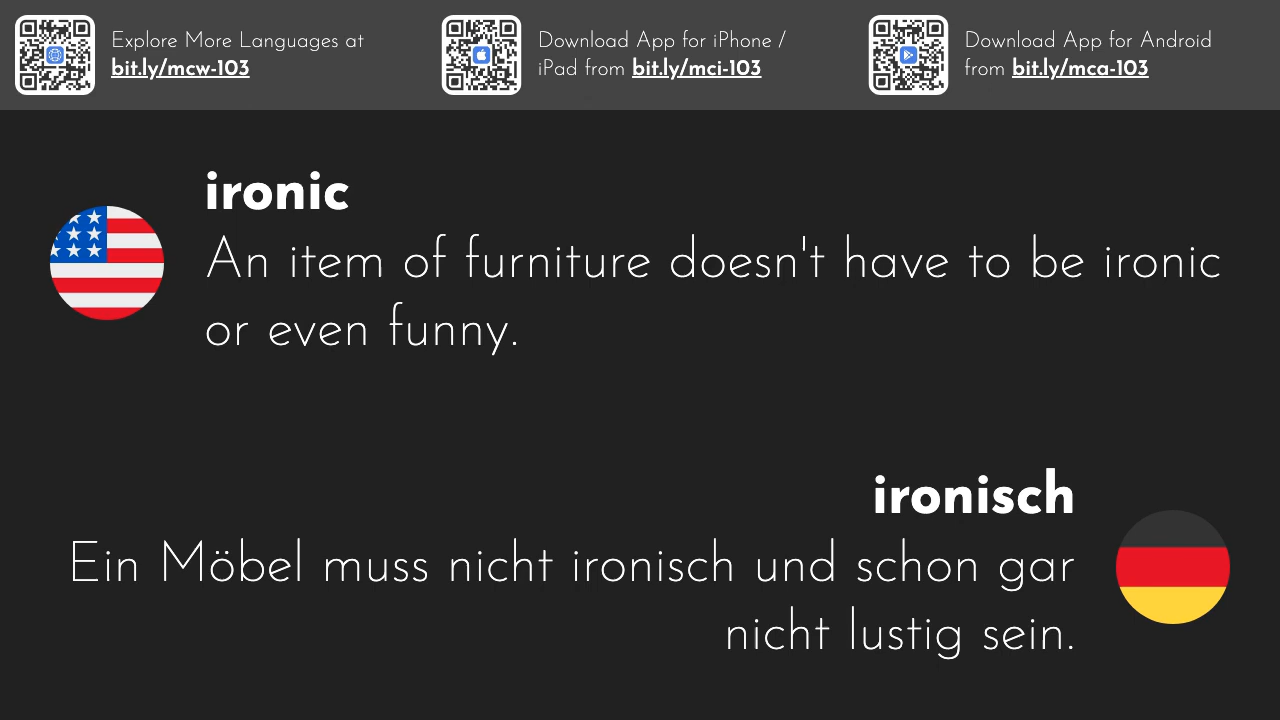 Explore More Languages at
bit.ly/mcw-103
Download App for iPhone /
iPad from bit.ly/mci-103
Download App for Android
from bit.ly/mca-103
ironic
An item of furniture doesn't have to be ironic
or even funny.
ironisch
Ein Möbel muss nicht ironisch und schon gar
nicht lustig sein.